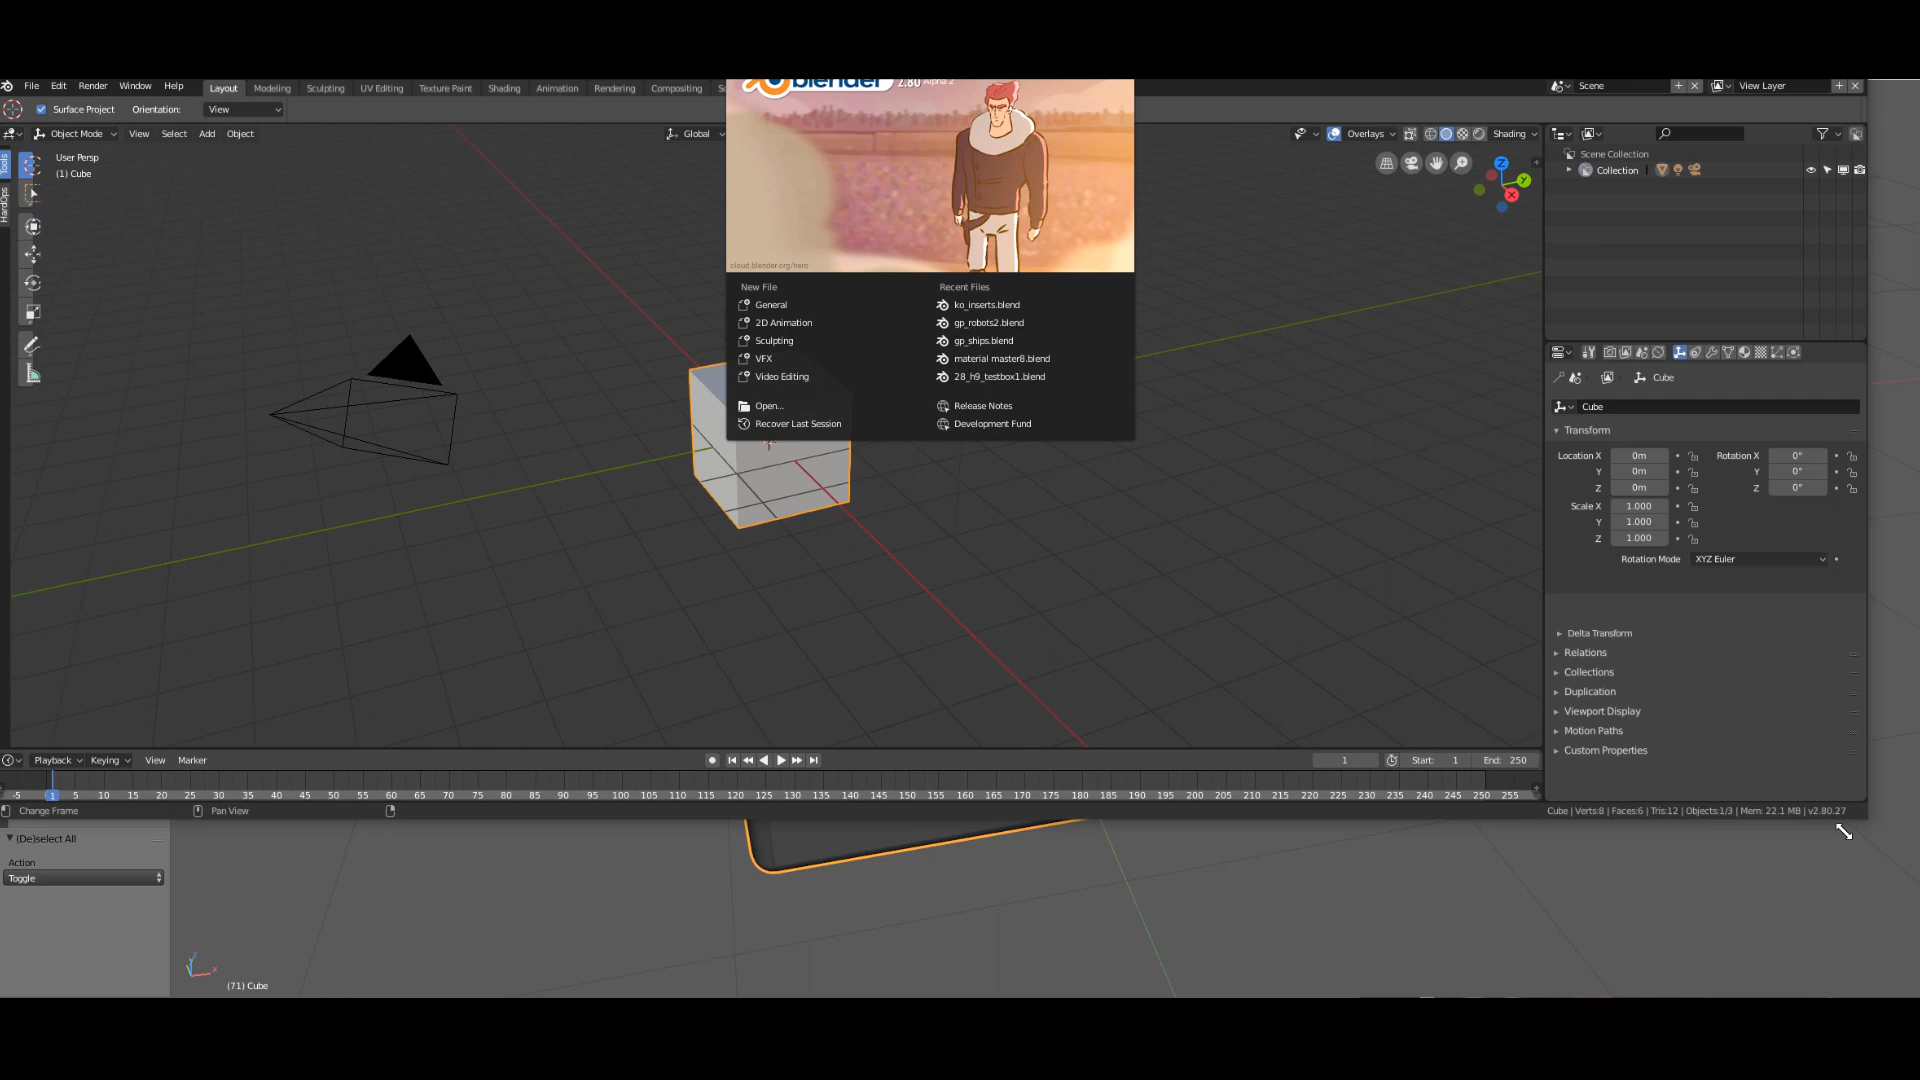 File Edit Render Window Help Layout Modeling Sculpting UV Editing Texture Paint Shading Animation Rendering Compositing
blender 2.80 Alpha 2
Scene View Layer
Surface Project Orientation: View
Object Mode View Select Add Object Global Overlays Shading
User Persp
(1) Cube
Tools
HardOps
cloud.blender.org/hero
New File Recent Files
General ko_inserts.blend
2D Animation gp_robots2.blend
Sculpting gp_ships.blend
VFX material master8.blend
Video Editing 28_h9_testbox1.blend
Open... Release Notes
Recover Last Session Development Fund
Z
Y
X
Scene Collection
Collection
Cube
Cube
Transform
Location X 0m Rotation X 0°
Y 0m Y 0°
Z 0m Z 0°
Scale X 1.000
Y 1.000
Z 1.000
Rotation Mode XYZ Euler
Delta Transform
Relations
Collections
Duplication
Viewport Display
Motion Paths
Custom Properties
Playback Keying View Marker 1 Start: 1 End: 250
-5 1 5 10 15 20 25 30 35 40 45 50 55 60 65 70 75 80 85 90 95 100 105 110 115 120 125 130 135 140 145 150 155 160 165 170 175 180 185 190 195 200 205 210 215 220 225 230 235 240 245 250 255
Change Frame Pan View Cube | Verts:8 | Faces:6 | Tris:12 | Objects:1/3 | Mem: 22.1 MB | v2.80.27
(De)select All
Action
Toggle
z
x
(71) Cube